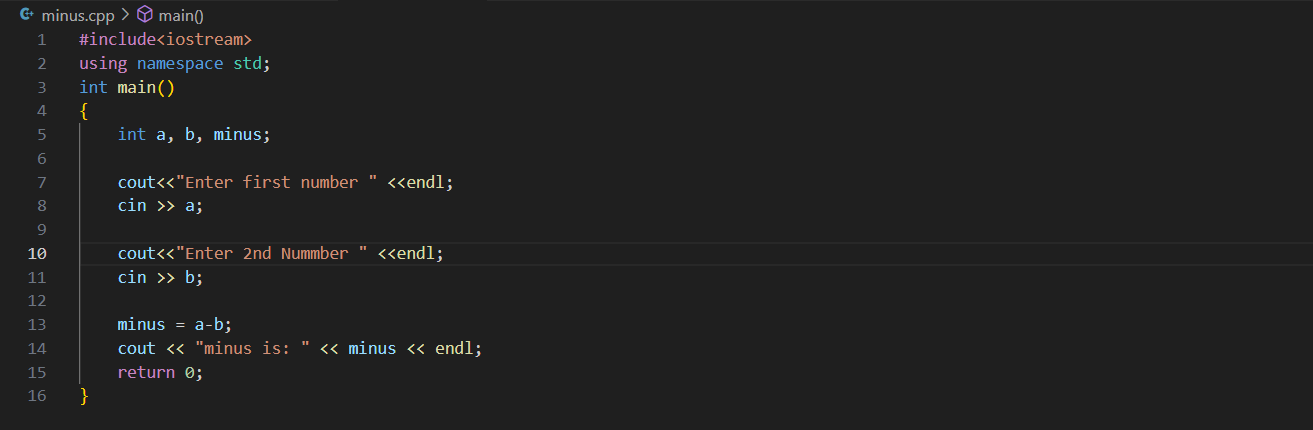 minus.cpp > main()
1 #include<iostream>
2 using namespace std;
3 int main()
4 {
5     int a, b, minus;
6
7     cout<<"Enter first number " <<endl;
8     cin >> a;
9
10     cout<<"Enter 2nd Nummber " <<endl;
11     cin >> b;
12
13     minus = a-b;
14     cout << "minus is: " << minus << endl;
15     return 0;
16 }